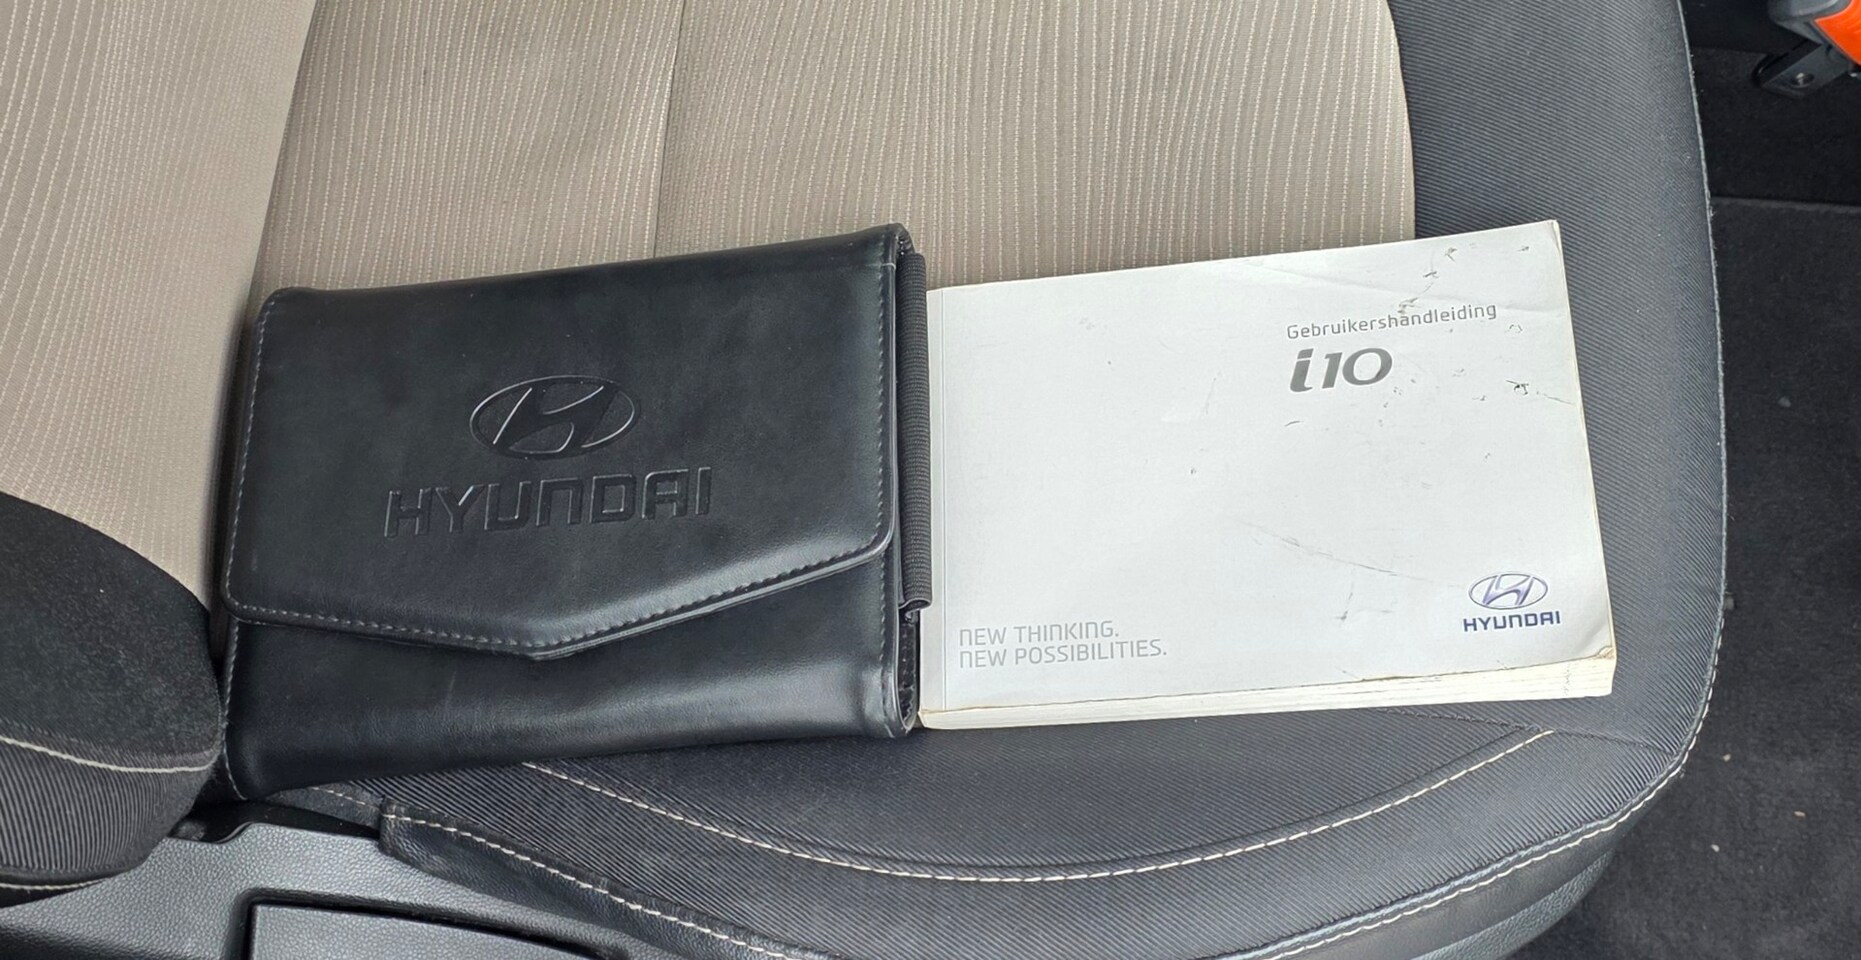 HYUNDAI
Gebruikershandleiding
i10
NEW THINKING.
NEW POSSIBILITIES.
HYUNDAI